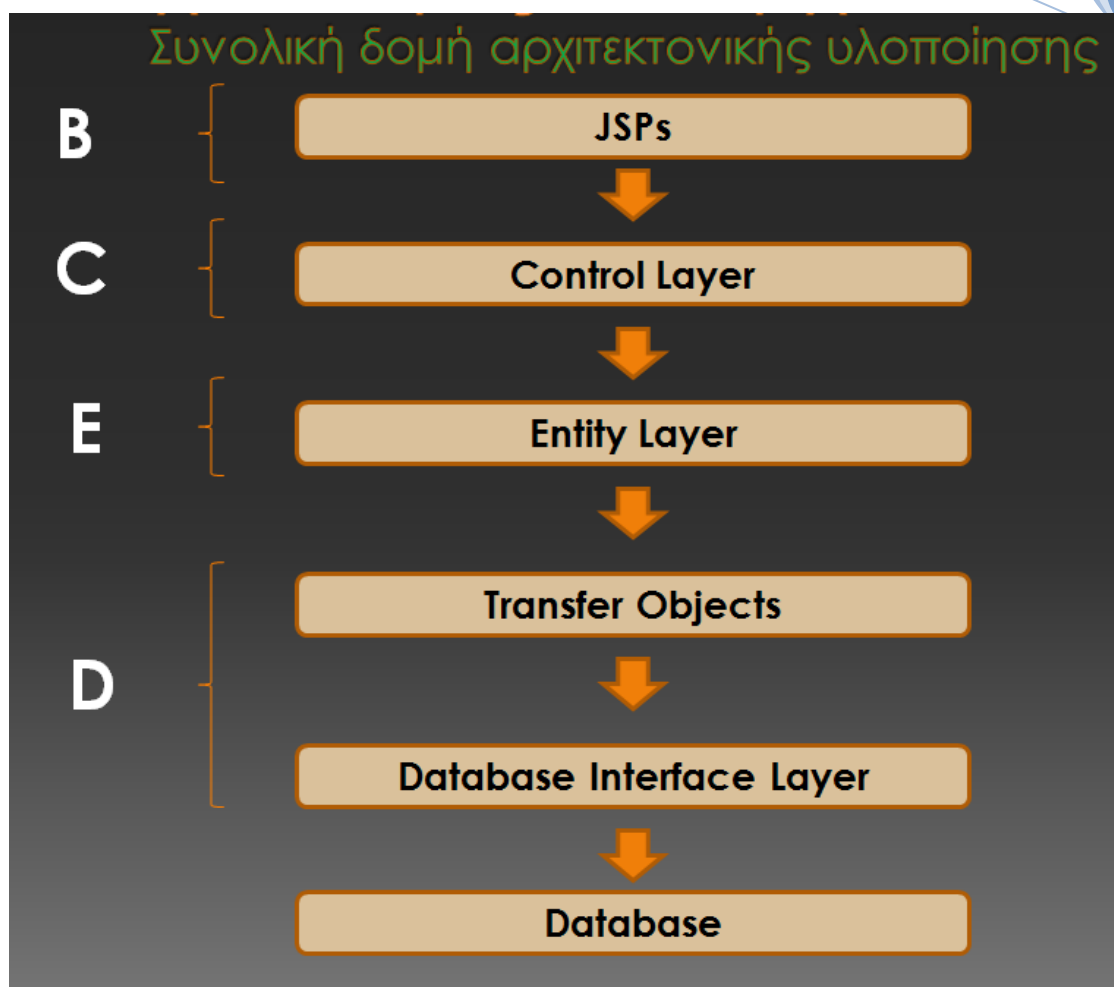 Συνολική δομή αρχιτεκτονικής υλοποίησης
B
JSPs
C
Control Layer
E
Entity Layer
Transfer Objects
D
Database Interface Layer
Database